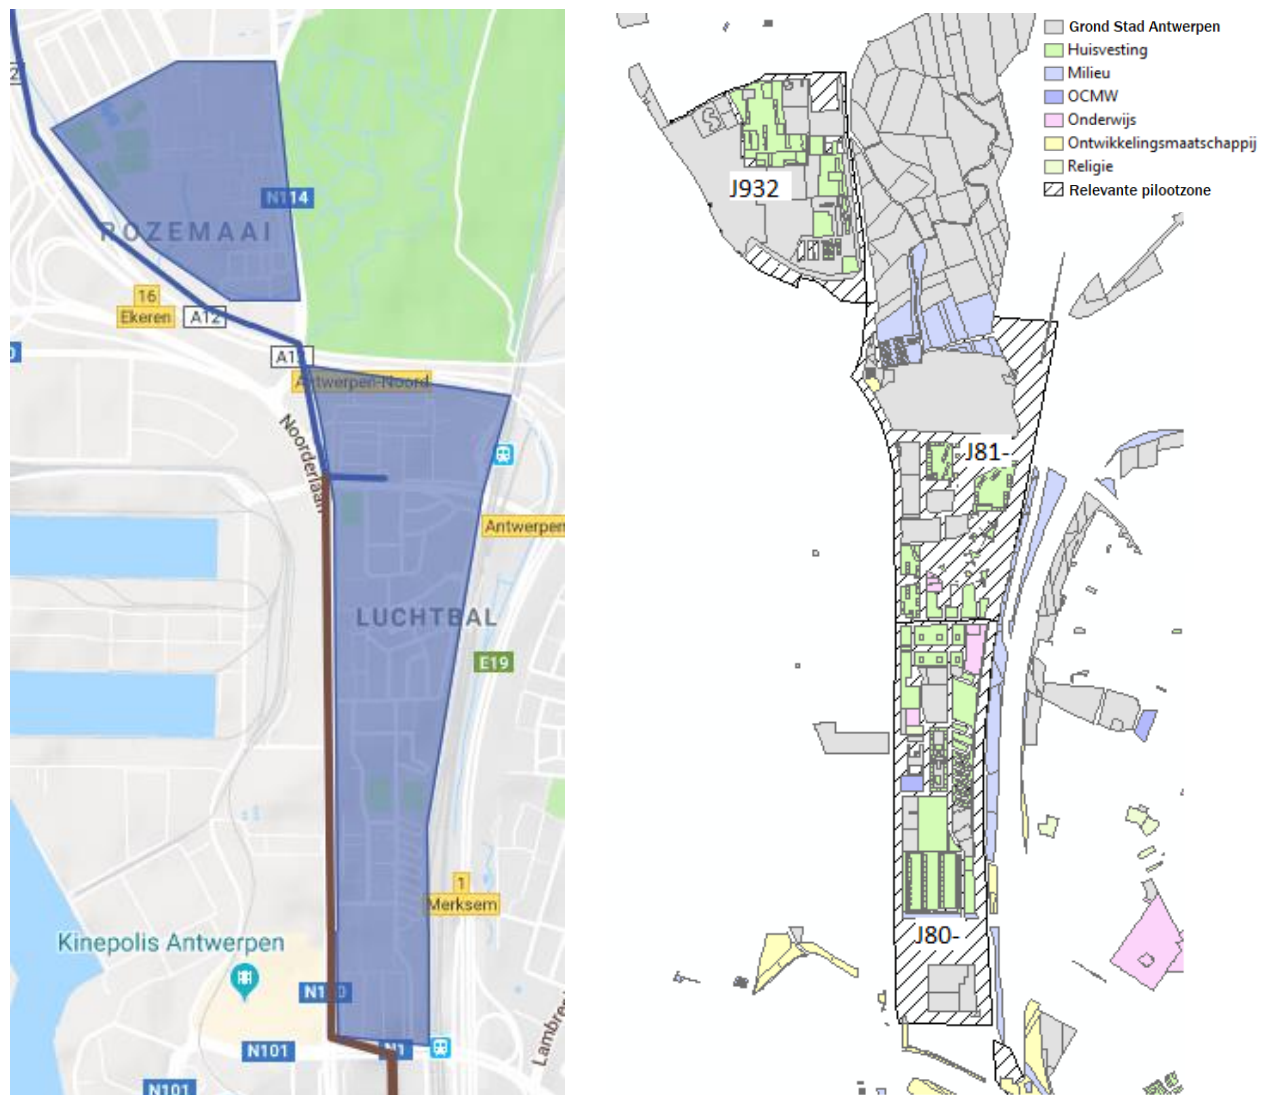 2
N114
ROZEMAAI
16
Ekeren
A12
A12
Antwerpen-Noord
Noorderlaan
Antwerpen
LUCHTBAL
E19
1
Merksem
Kinepolis Antwerpen
N101
N1
N101
Lambre
Grond Stad Antwerpen
Huisvesting
Milieu
OCMW
Onderwijs
Ontwikkelingsmaatschappij
Religie
Relevante pilootzone
J932
J81-
J80-